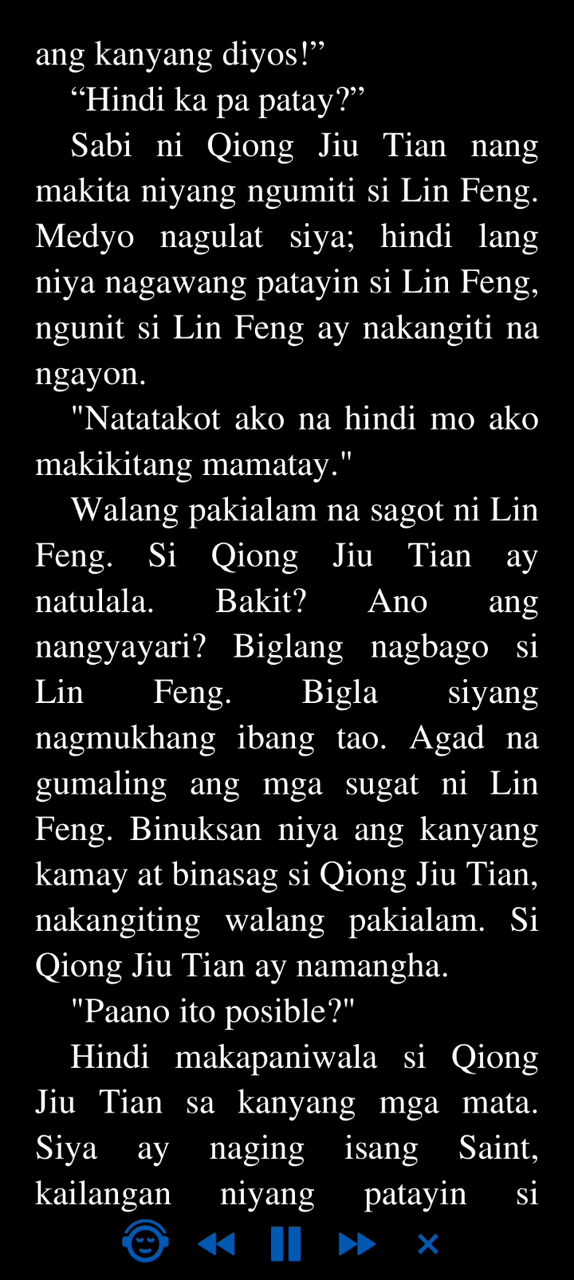 ang kanyang diyos!”
“Hindi ka pa patay?”
Sabi ni Qiong Jiu Tian nang
makita niyang ngumiti si Lin Feng.
Medyo nagulat siya; hindi lang
niya nagawang patayin si Lin Feng,
ngunit si Lin Feng ay nakangiti na
ngayon.
"Natatakot ako na hindi mo ako
makikitang mamatay."
Walang pakialam na sagot ni Lin
Feng. Si Qiong Jiu Tian ay
natulala. Bakit? Ano ang
nangyayari? Biglang nagbago si
Lin Feng. Bigla siyang
nagmukhang ibang tao. Agad na
gumaling ang mga sugat ni Lin
Feng. Binuksan niya ang kanyang
kamay at binasag si Qiong Jiu Tian,
nakangiting walang pakialam. Si
Qiong Jiu Tian ay namangha.
"Paano ito posible?"
Hindi makapaniwala si Qiong
Jiu Tian sa kanyang mga mata.
Siya ay naging isang Saint,
kailangan niyang patayin si